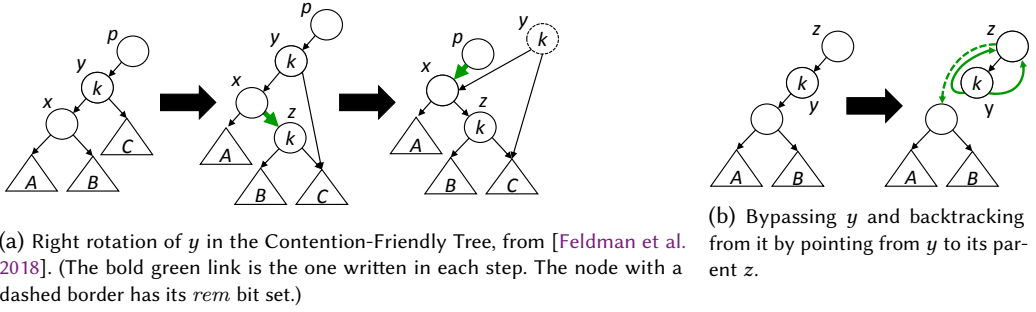 p
y
k
x
A
B
C
p
y
k
x
z
k
A
B
C
y
k
p
x
z
k
A
B
C
z
k
y
A
B
z
k
y
A
B
(a) Right rotation of y in the Contention-Friendly Tree, from [Feldman et al.
2018]. (The bold green link is the one written in each step. The node with a
dashed border has its rem bit set.)
(b) Bypassing y and backtracking
from it by pointing from y to its par-
ent z.